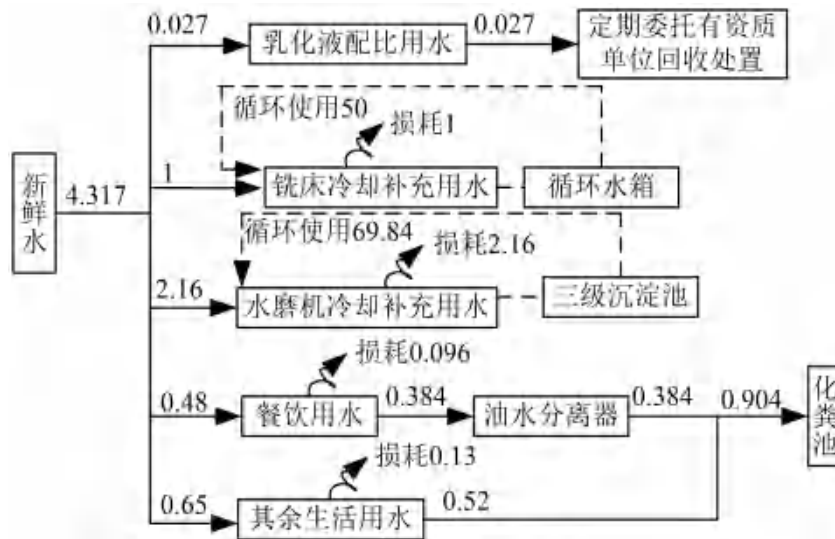 0.027
乳化液配比用水
0.027
定期委托有资质
单位回收处置
循环使用50
损耗1
新鲜水
4.317
1
铣床冷却补充用水
循环水箱
循环使用69.84
损耗2.16
2.16
水磨机冷却补充用水
三级沉淀池
损耗0.096
0.48
餐饮用水
0.384
油水分离器
0.384
0.904
化粪池
损耗0.13
0.65
其余生活用水
0.52